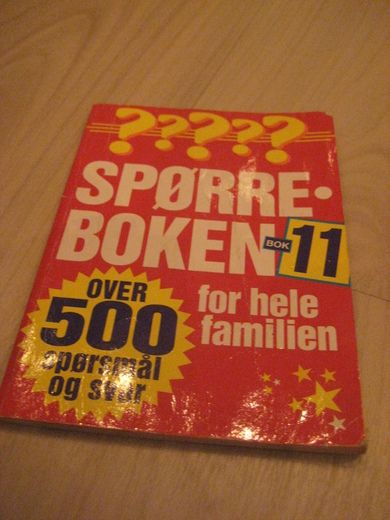 ?????
SPØRRE•
BOKEN
BOK 11
for hele
familien
OVER
500
spørsmål
og svar